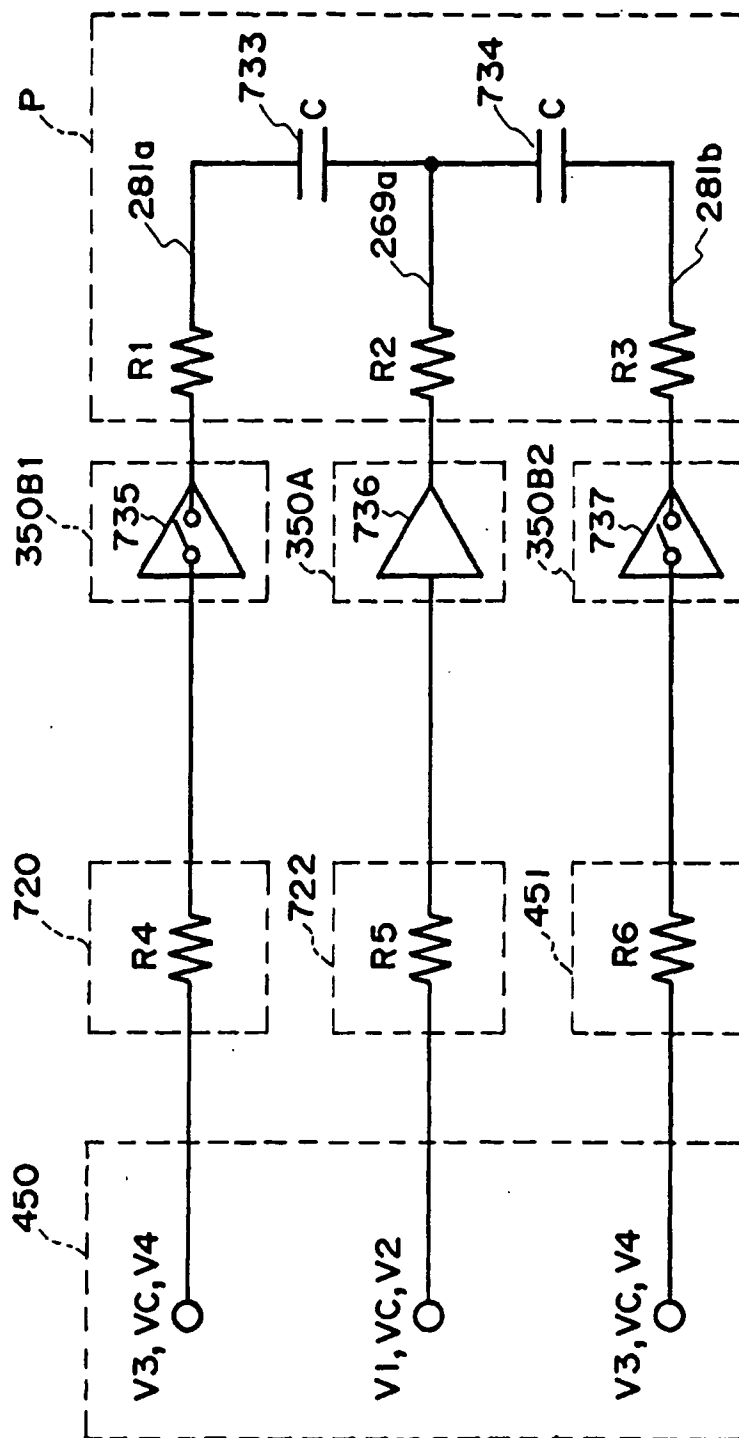 P
733
C
734
C
281a
269a
281b
R1
R2
R3
350B1
735
350A
736
350B2
737
720
R4
722
R5
451
R6
450
V3, VC, V4
V1, VC, V2
V3, VC, V4